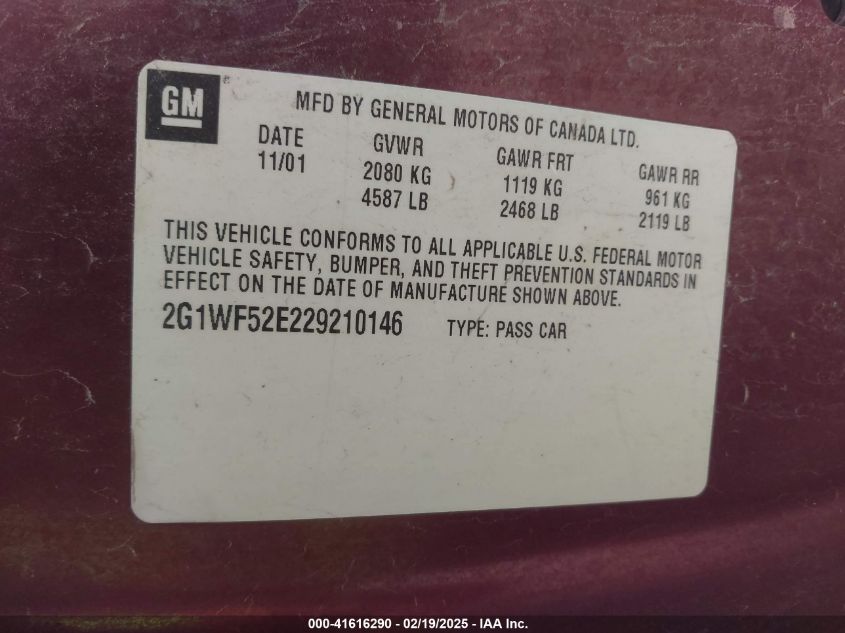 GM®
MFD BY GENERAL MOTORS OF CANADA LTD.
DATE GVWR GAWR FRT GAWR RR
11/01 2080 KG 1119 KG 961 KG
4587 LB 2468 LB 2119 LB
THIS VEHICLE CONFORMS TO ALL APPLICABLE U.S. FEDERAL MOTOR
VEHICLE SAFETY, BUMPER, AND THEFT PREVENTION STANDARDS IN
EFFECT ON THE DATE OF MANUFACTURE SHOWN ABOVE.
2G1WF52E229210146 TYPE: PASS CAR
000-41616290 - 02/19/2025 - IAA Inc.